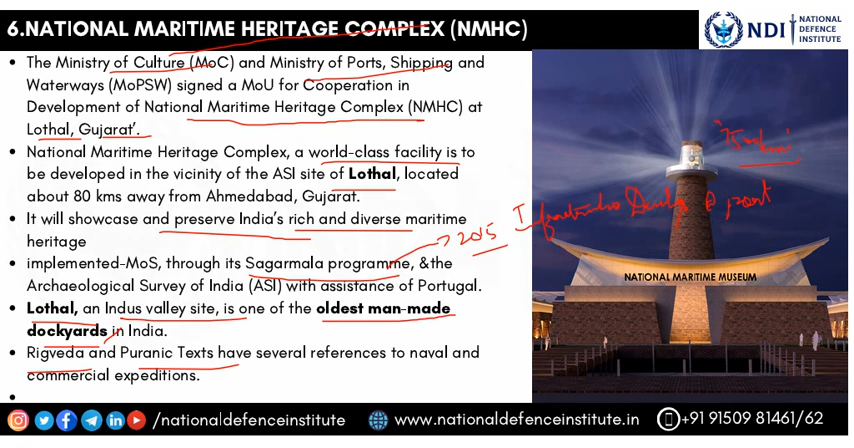 6.NATIONAL MARITIME HERITAGE COMPLEX (NMHC)
NDI
NATIONAL
DEFENCE
INSTITUTE
• The Ministry of Culture (MoC) and Ministry of Ports, Shipping and
Waterways (MoPSW) signed a MoU for Cooperation in
Development of National Maritime Heritage Complex (NMHC) at
Lothal, Gujarat’.
• National Maritime Heritage Complex, a world-class facility is to
be developed in the vicinity of the ASI site of Lothal, located
about 80 kms away from Ahmedabad, Gujarat.
• It will showcase and preserve India’s rich and diverse maritime
heritage
• implemented-MoS, through its Sagarmala programme, &the
Archaeological Survey of India (ASI) with assistance of Portugal.
• Lothal, an Indus valley site, is one of the oldest man-made
dockyards in India.
• Rigveda and Puranic Texts have several references to naval and
commercial expeditions.
•
2015
port
NATIONAL MARITIME MUSEUM
/nationaldefenceinstitute
www.nationaldefenceinstitute.in
+91 91509 81461/62